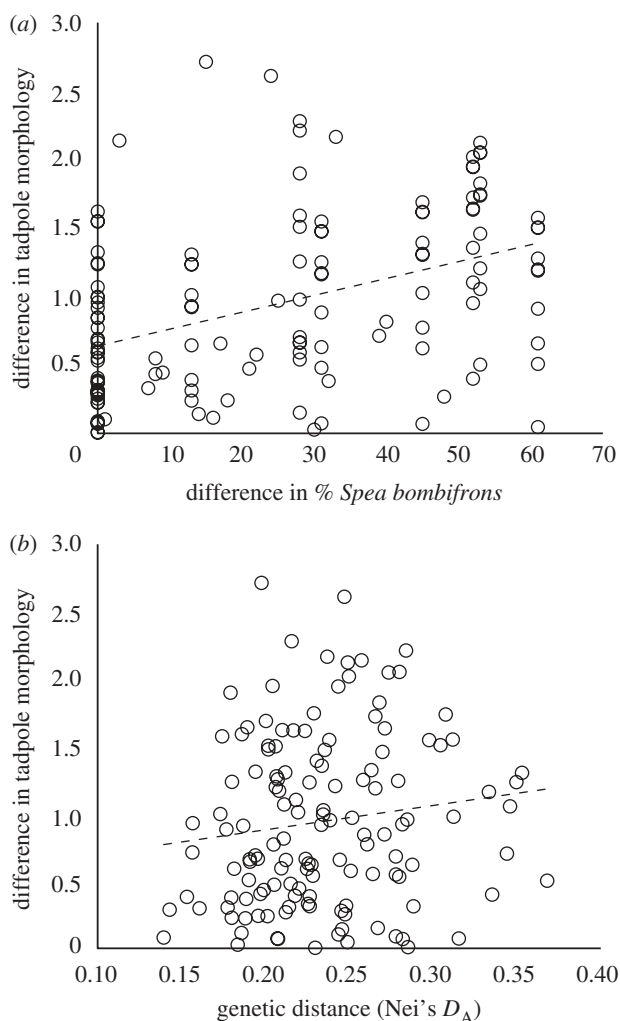 (a)
difference in tadpole morphology
3.0
2.5
2.0
1.5
1.0
0.5
0 10 20 30 40 50 60 70
difference in % Spea bombifrons
(b)
difference in tadpole morphology
3.0
2.5
2.0
1.5
1.0
0.5
0
0.10 0.15 0.20 0.25 0.30 0.35 0.40
genetic distance (Nei's DA)